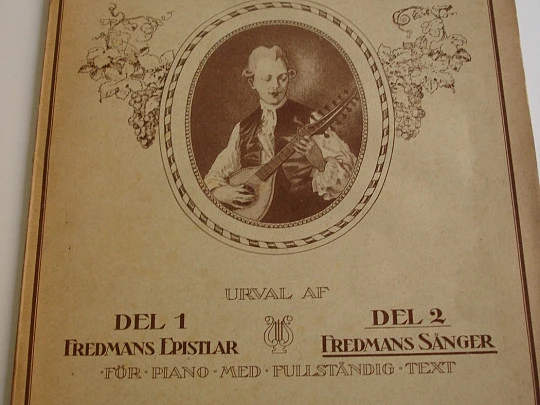 URVAL AF
DEL 1 DEL 2
FREDMANS EPISTLAR FREDMANS SÅNGER
·FÖR·PIANO·MED·FULLSTÄNDIG·TEXT